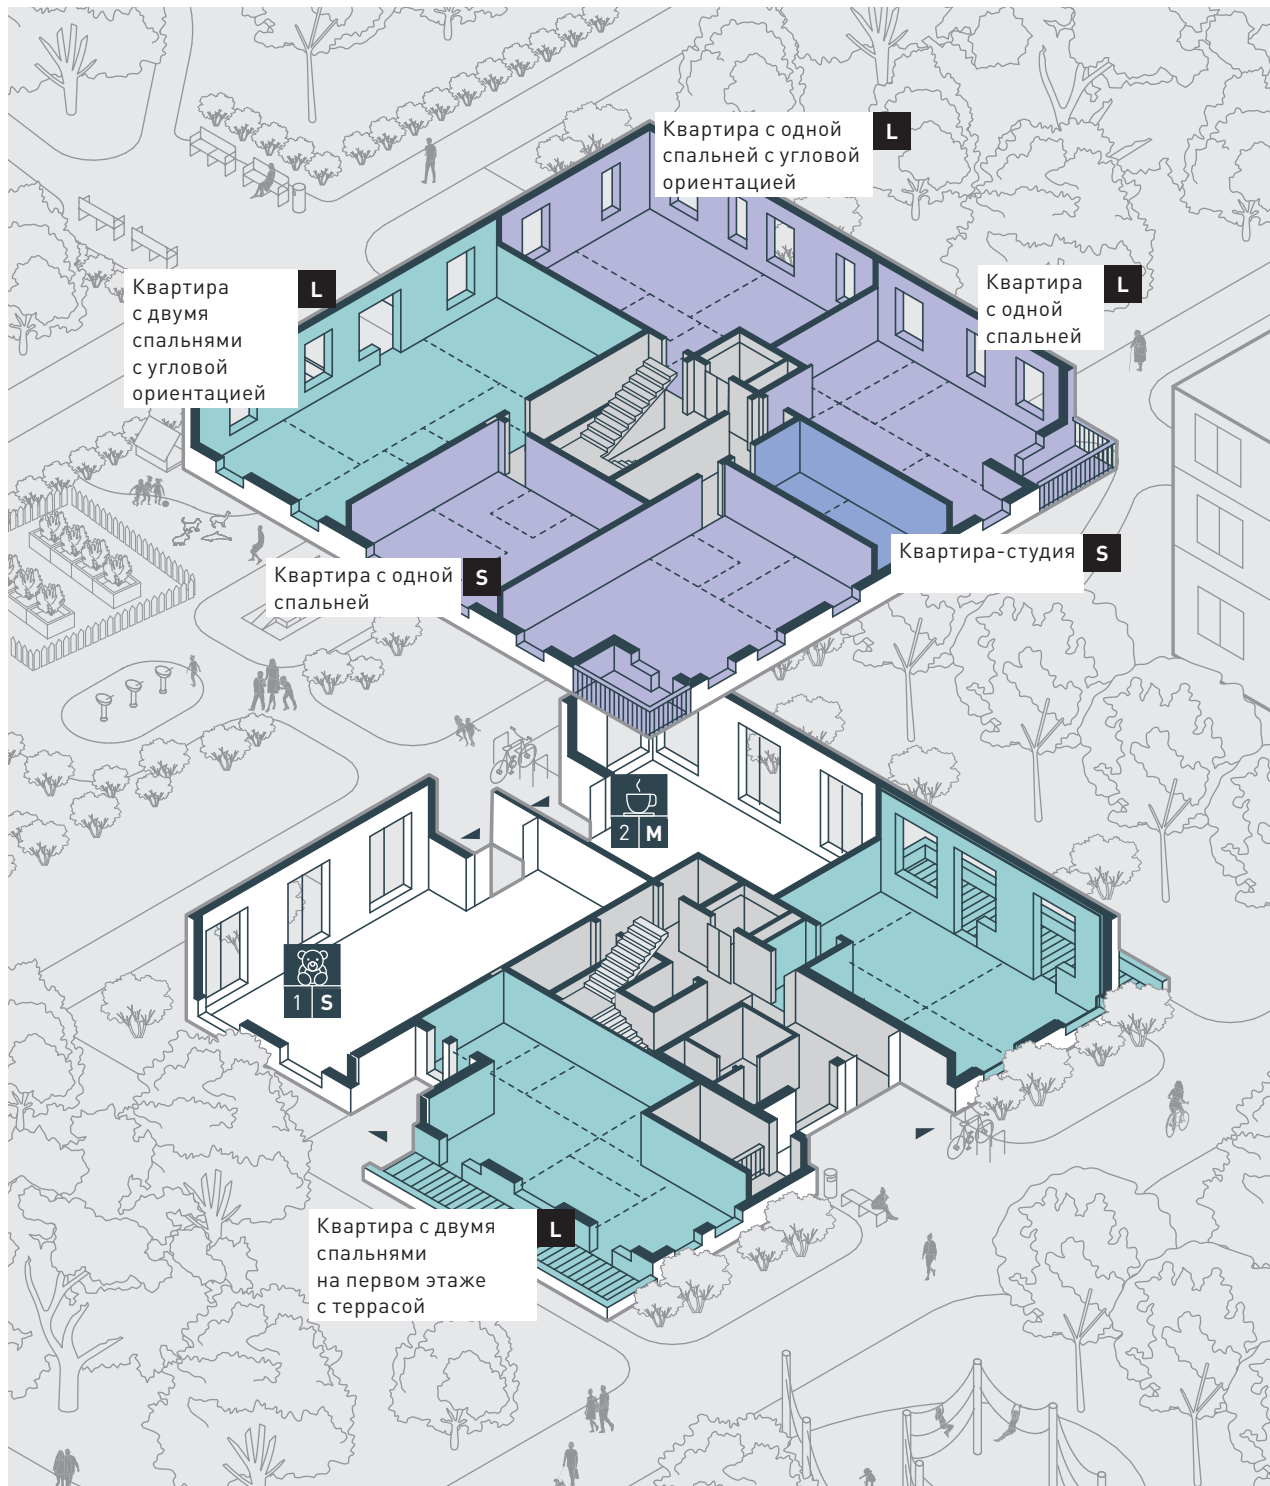 Квартира с одной
спальней с угловой
ориентацией
L
Квартира
с двумя
спальнями
с угловой
ориентацией
L
Квартира
с одной
спальней
L
Квартира-студия
S
Квартира с одной
спальней
S
2 M
1 S
Квартира с двумя
спальнями
на первом этаже
с террасой
L